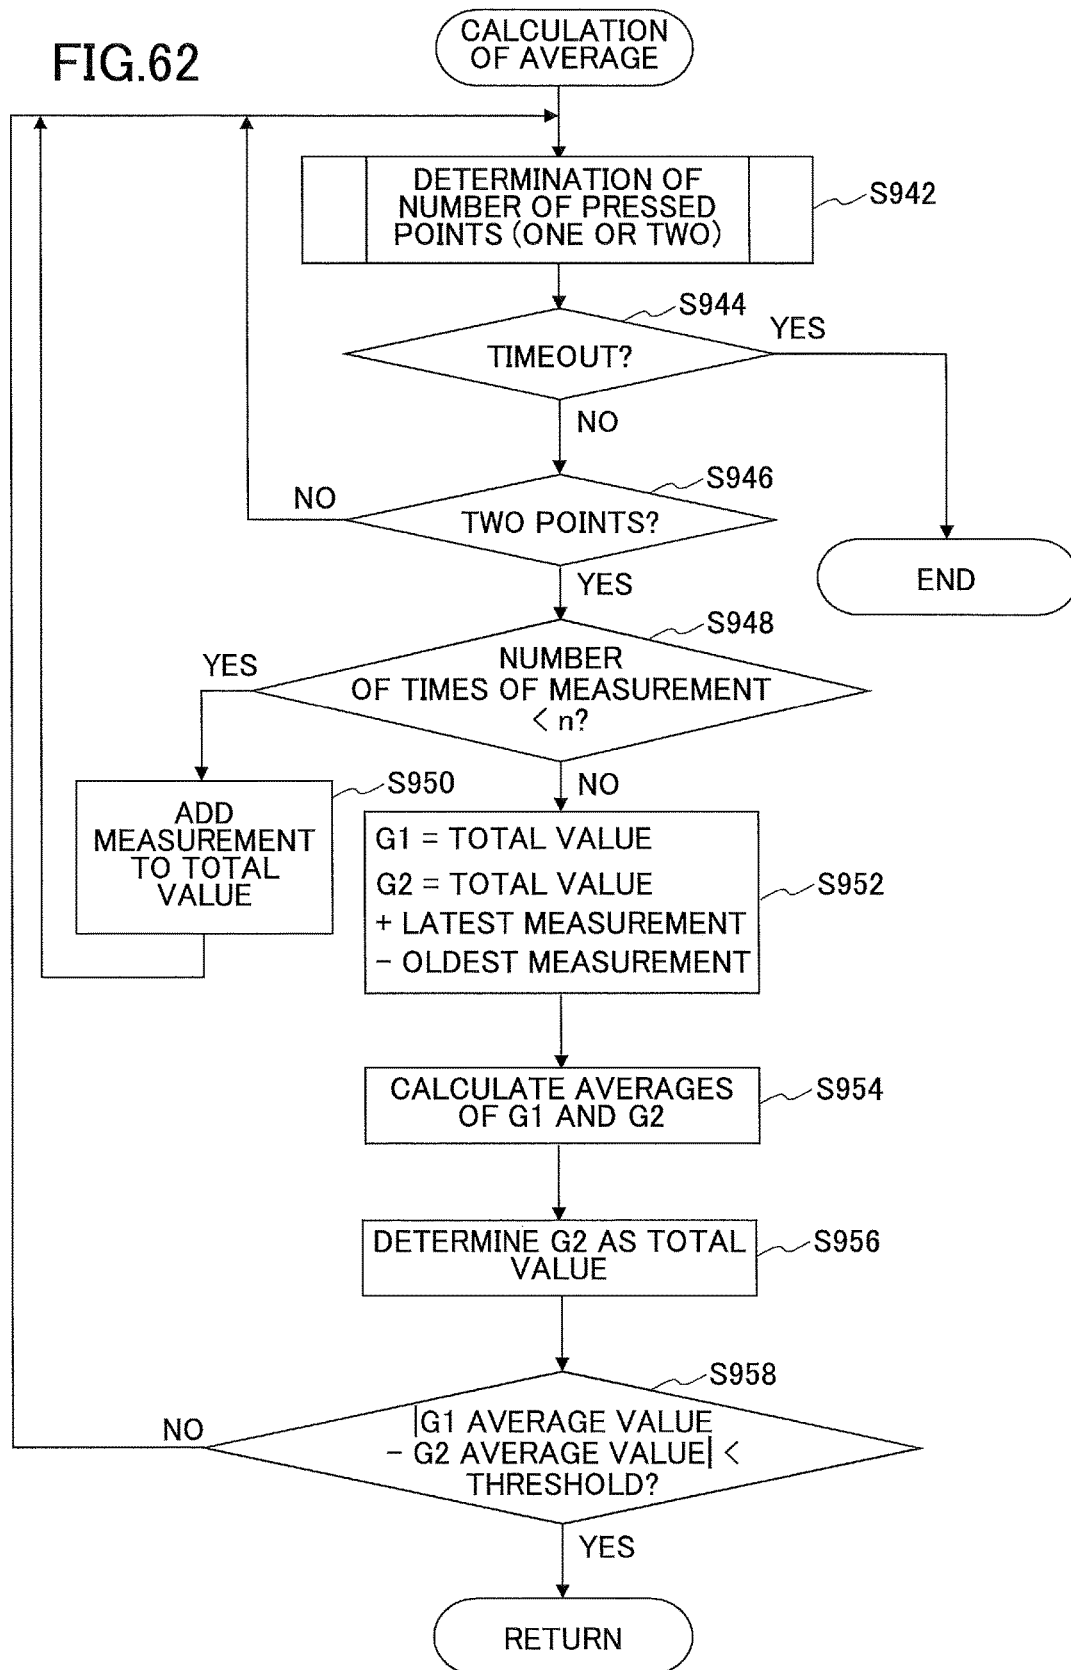 FIG.62
CALCULATION
OF AVERAGE
DETERMINATION OF
NUMBER OF PRESSED
POINTS (ONE OR TWO)
S942
S944
TIMEOUT?
YES
NO
S946
NO
TWO POINTS?
END
YES
S948
YES
NUMBER
OF TIMES OF MEASUREMENT
< n?
NO
S950
ADD
MEASUREMENT
TO TOTAL
VALUE
G1 = TOTAL VALUE
G2 = TOTAL VALUE
+ LATEST MEASUREMENT
- OLDEST MEASUREMENT
S952
CALCULATE AVERAGES
OF G1 AND G2
S954
DETERMINE G2 AS TOTAL
VALUE
S956
S958
NO
|G1 AVERAGE VALUE
- G2 AVERAGE VALUE| <
THRESHOLD?
YES
RETURN